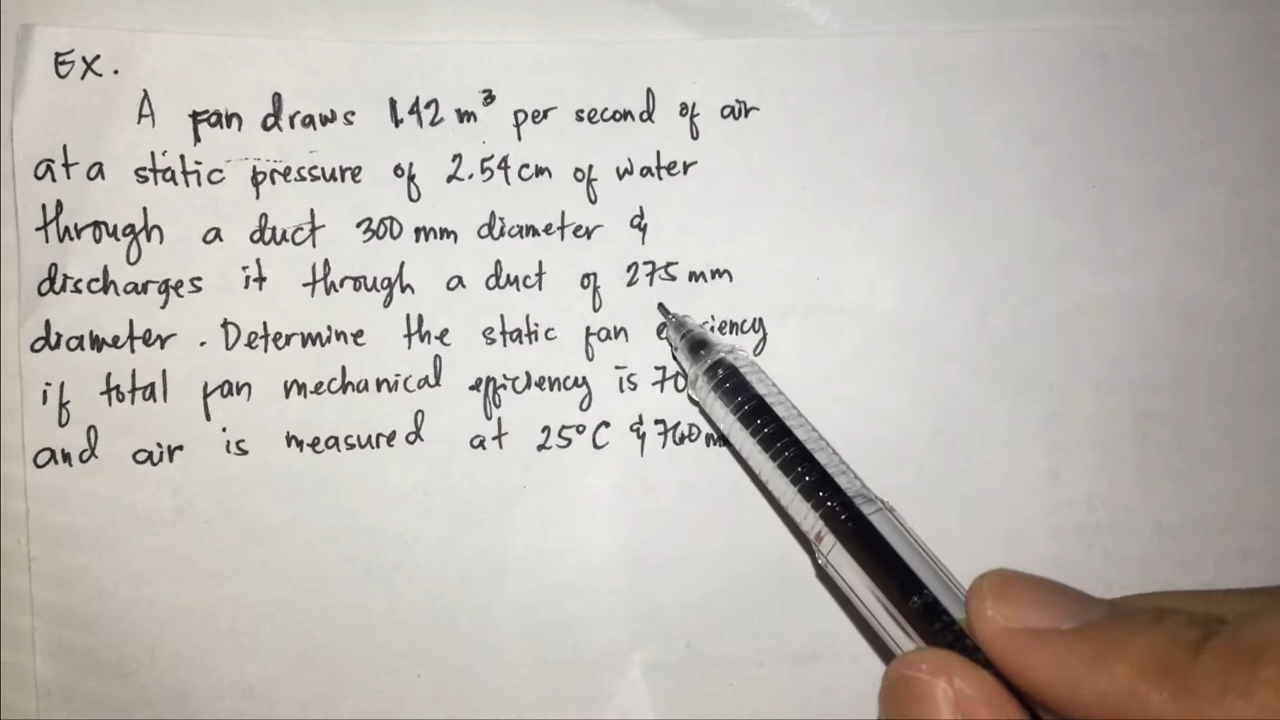 Ex.
A fan draws 1.42 m³ per second of air
at a static pressure of 2.54 cm of water
through a duct 300 mm diameter &
discharges it through a duct of 275 mm
diameter. Determine the static fan
if total fan mechanical efficiency is 70
and air is measured at 25°C & 760